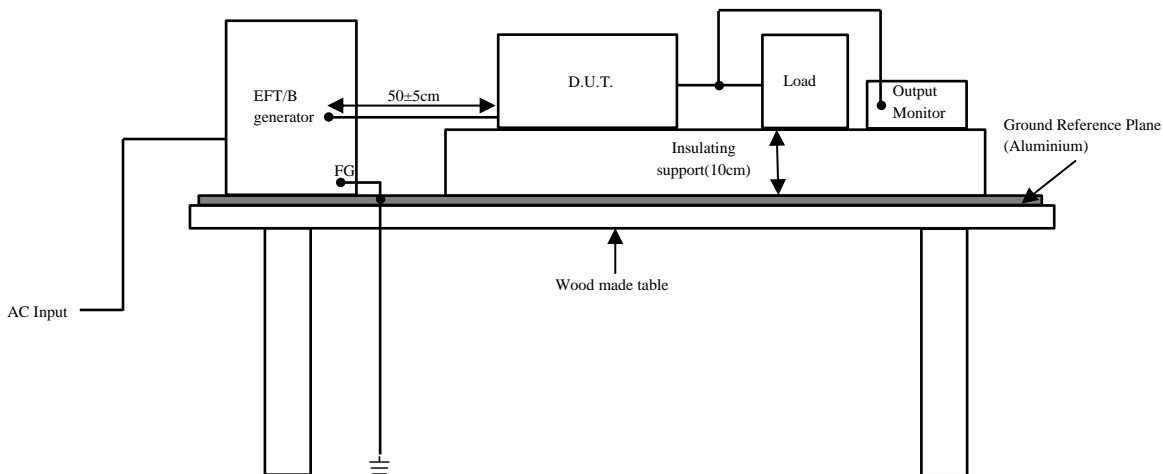 EFT/B
generator
50±5cm
D.U.T.
Load
Output
Monitor
Ground Reference Plane
(Aluminium)
Insulating
support(10cm)
FG
Wood made table
AC Input